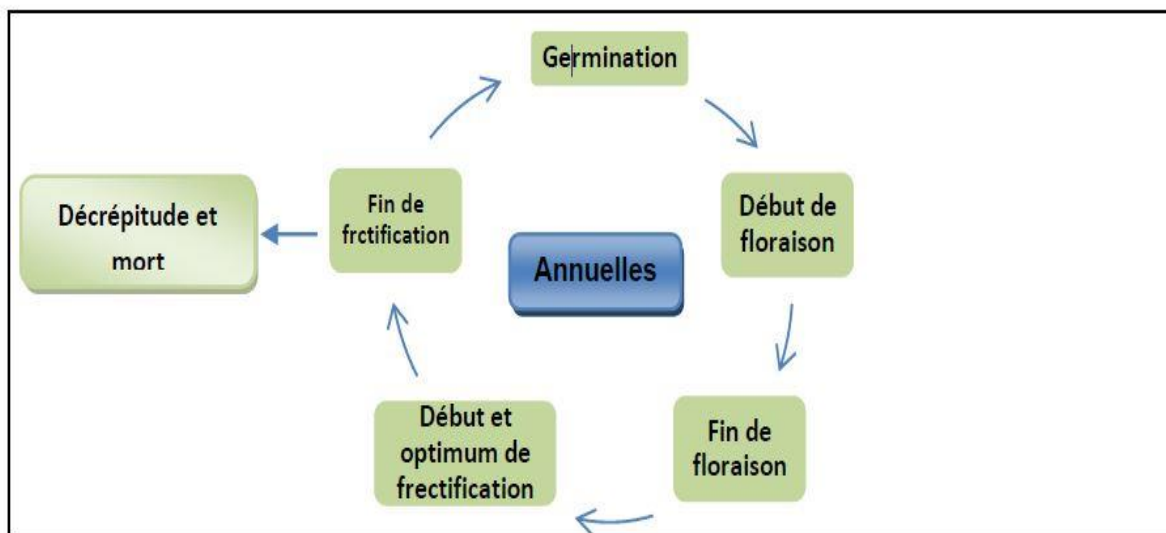 Germination
Début de
floraison
Fin de
floraison
Début et
optimum de
frectification
Fin de
frctification
Décrépitude et
mort
Annuelles